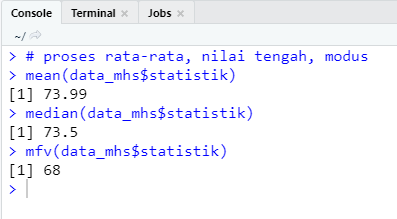 Console Terminal Jobs
~/
> # proses rata-rata, nilai tengah, modus
> mean(data_mhs$statistik)
[1] 73.99
> median(data_mhs$statistik)
[1] 73.5
> mfv(data_mhs$statistik)
[1] 68
>